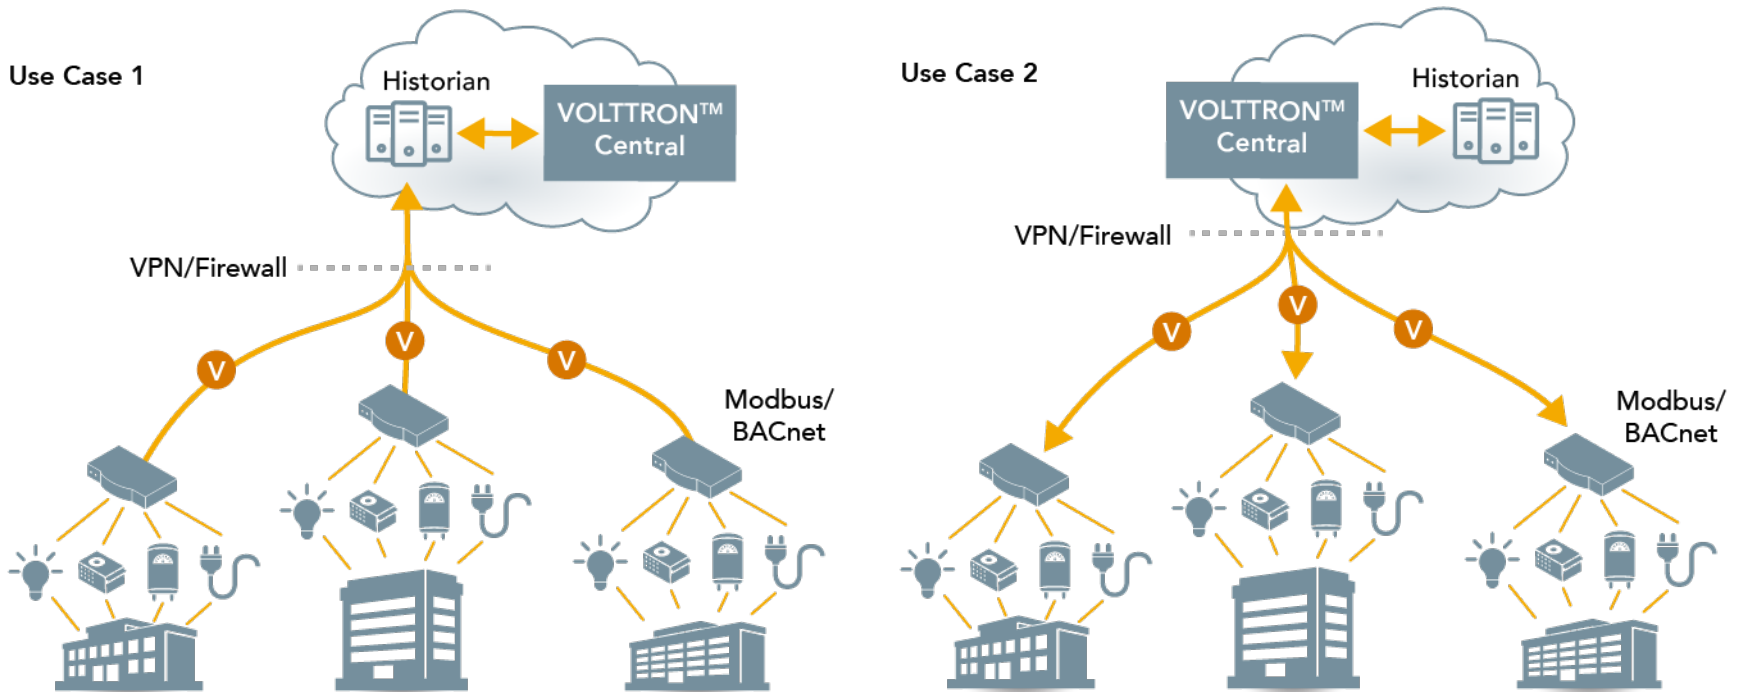 Use Case 1
Historian
VOLTTRON™
Central
VPN/Firewall
V
V
V
Modbus/
BACnet
Use Case 2
VOLTTRON™
Central
Historian
VPN/Firewall
V
V
V
Modbus/
BACnet